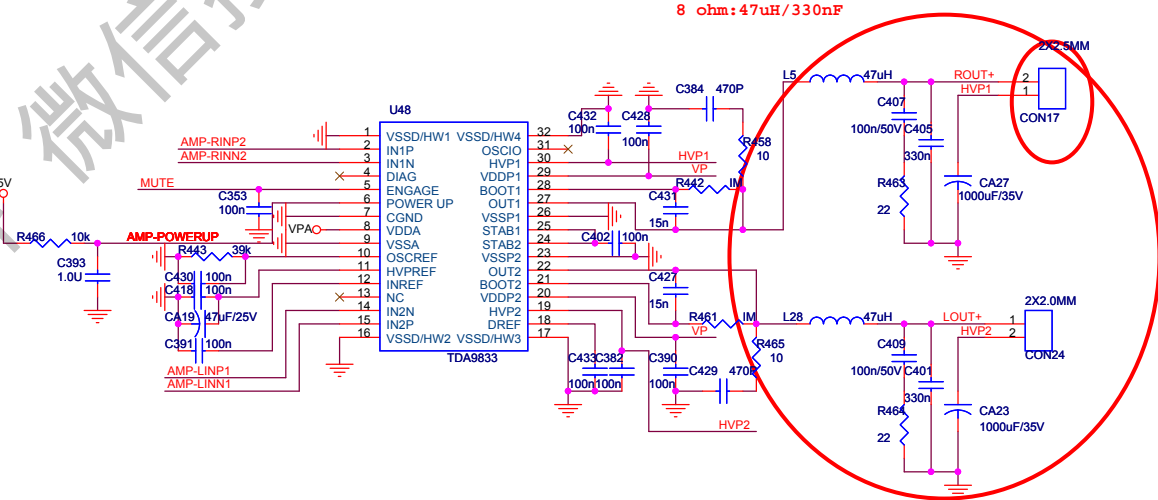 8 ohm:47uH/330nF
微信
5V
R466 10k
C393
1.0U
AMP-RINP2
AMP-RINN2
MUTE
C353
100n
VPA
AMP-POWERUP
R443 39k
C430 100n
C418 100n
CA19 47uF/25V
C391 100n
AMP-LINP1
AMP-LINN1
U48
1 VSSD/HW1 VSSD/HW4 32
2 IN1P OSCIO 31
3 IN1N HVP1 30
4 DIAG VDDP1 29
5 ENGAGE BOOT1 28
6 POWER UP OUT1 27
7 CGND VSSP1 26
8 VDDA STAB1 25
9 VSSA STAB2 24
10 OSCREF VSSP2 23
11 HVPREF OUT2 22
12 INREF BOOT2 21
13 NC VDDP2 20
14 IN2N HVP2 19
15 IN2P DREF 18
16 VSSD/HW2 VSSD/HW3 17
TDA9833
C432
100n
C428
100n
C384 470P
R458
10
HVP1
VP
R442 1M
C431
15n
C402 100n
C427
15n
R461 1M
VP
R465
10
C433
100n
C382
100n
C390
100n
C429 470P
HVP2
L5 47uH
C407
100n/50V
C405
330n
R463
22
CA27
1000uF/35V
ROUT+
HVP1
2
1
2X2.5MM
CON17
L28 47uH
C409
100n/50V
C401
330n
R464
22
CA23
1000uF/35V
LOUT+
HVP2
1
2
2X2.0MM
CON24